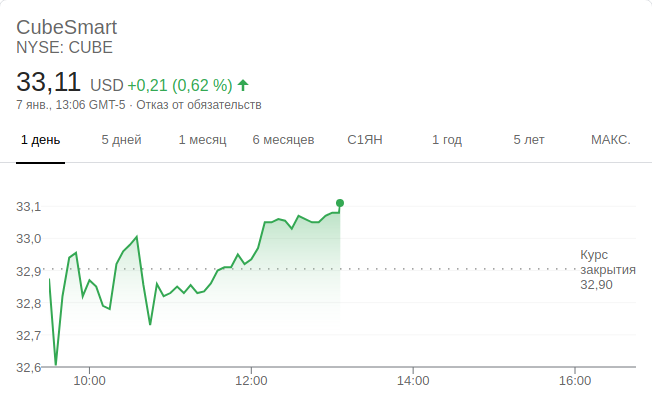 CubeSmart
NYSE: CUBE
33,11 USD +0,21 (0,62 %)
7 янв., 13:06 GMT-5 · Отказ от обязательств
1 день 5 дней 1 месяц 6 месяцев С1ЯН 1 год 5 лет МАКС.
33,1
33,0
32,9
32,8
32,7
32,6
Курс
закрытия
32,90
10:00 12:00 14:00 16:00